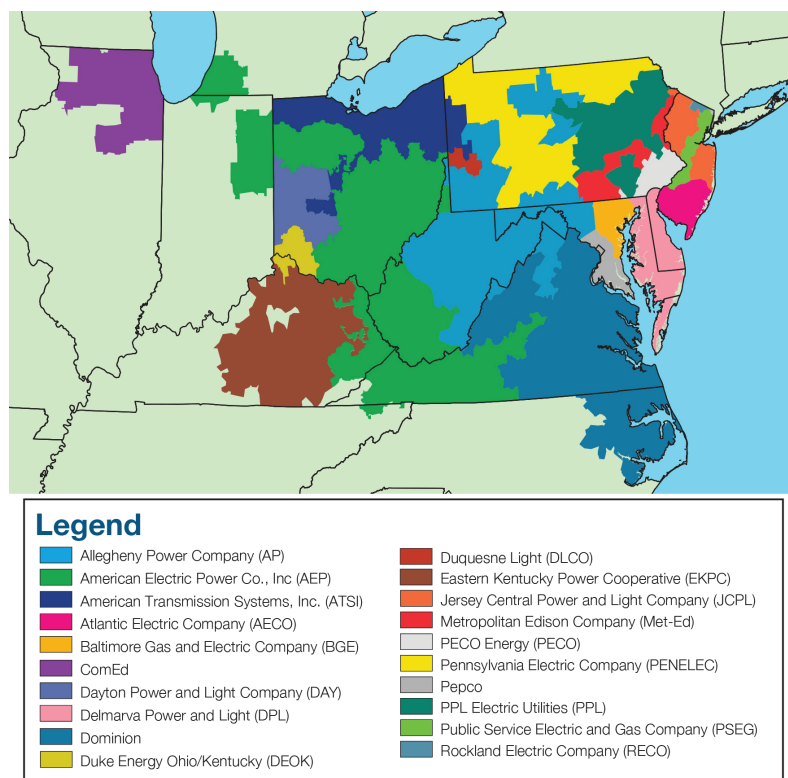 Legend
Allegheny Power Company (AP)
American Electric Power Co., Inc (AEP)
American Transmission Systems, Inc. (ATSI)
Atlantic Electric Company (AECO)
Baltimore Gas and Electric Company (BGE)
ComEd
Dayton Power and Light Company (DAY)
Delmarva Power and Light (DPL)
Dominion
Duke Energy Ohio/Kentucky (DEOK)
Duquesne Light (DLCO)
Eastern Kentucky Power Cooperative (EKPC)
Jersey Central Power and Light Company (JCPL)
Metropolitan Edison Company (Met-Ed)
PECO Energy (PECO)
Pennsylvania Electric Company (PENELEC)
Pepco
PPL Electric Utilities (PPL)
Public Service Electric and Gas Company (PSEG)
Rockland Electric Company (RECO)